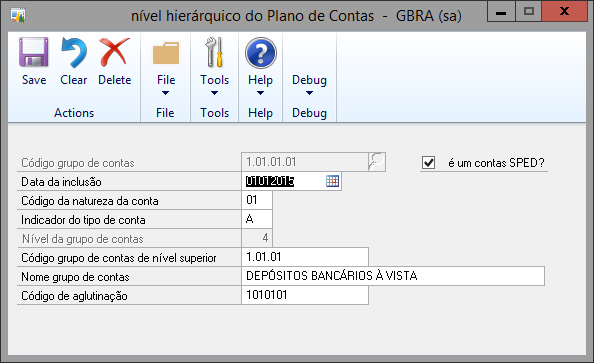 nível hierárquico do Plano de Contas - GBRA (sa)
Save Clear Delete File Tools Help Debug
Actions File Tools Help Debug
Código grupo de contas 1.01.01.01 é um contas SPED?
Data da inclusão 01012015
Código da natureza da conta 01
Indicador do tipo de conta A
Nível da grupo de contas 4
Código grupo de contas de nível superior 1.01.01
Nome grupo de contas DEPÓSITOS BANCÁRIOS À VISTA
Código de aglutinação 1010101